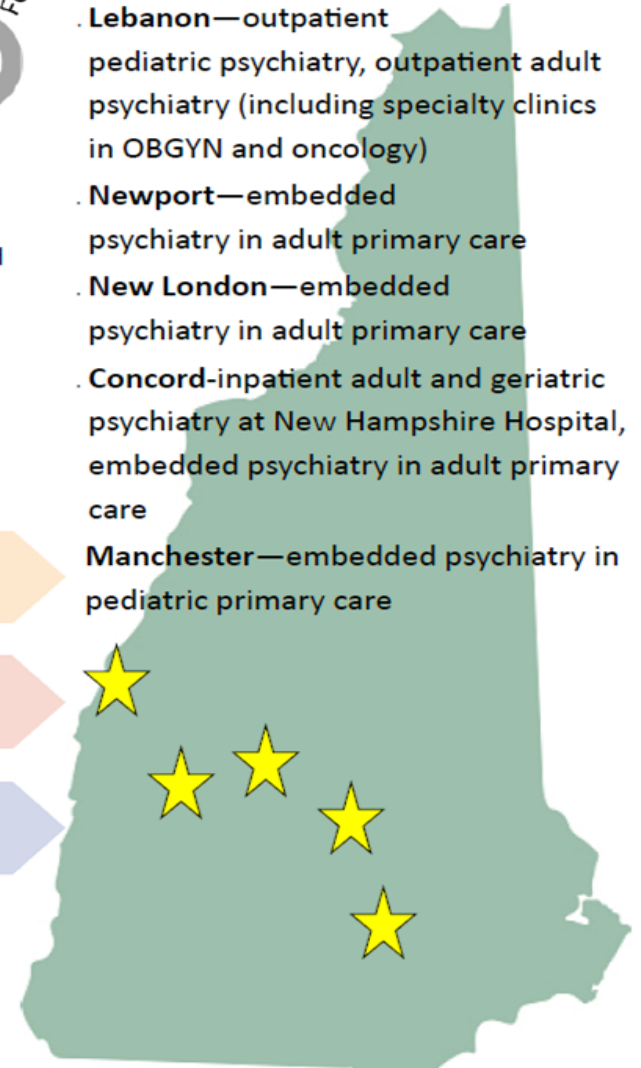 . Lebanon—outpatient
pediatric psychiatry, outpatient adult
psychiatry (including specialty clinics
in OBGYN and oncology)
. Newport—embedded
psychiatry in adult primary care
. New London—embedded
psychiatry in adult primary care
. Concord-inpatient adult and geriatric
psychiatry at New Hampshire Hospital,
embedded psychiatry in adult primary
care
Manchester—embedded psychiatry in
pediatric primary care